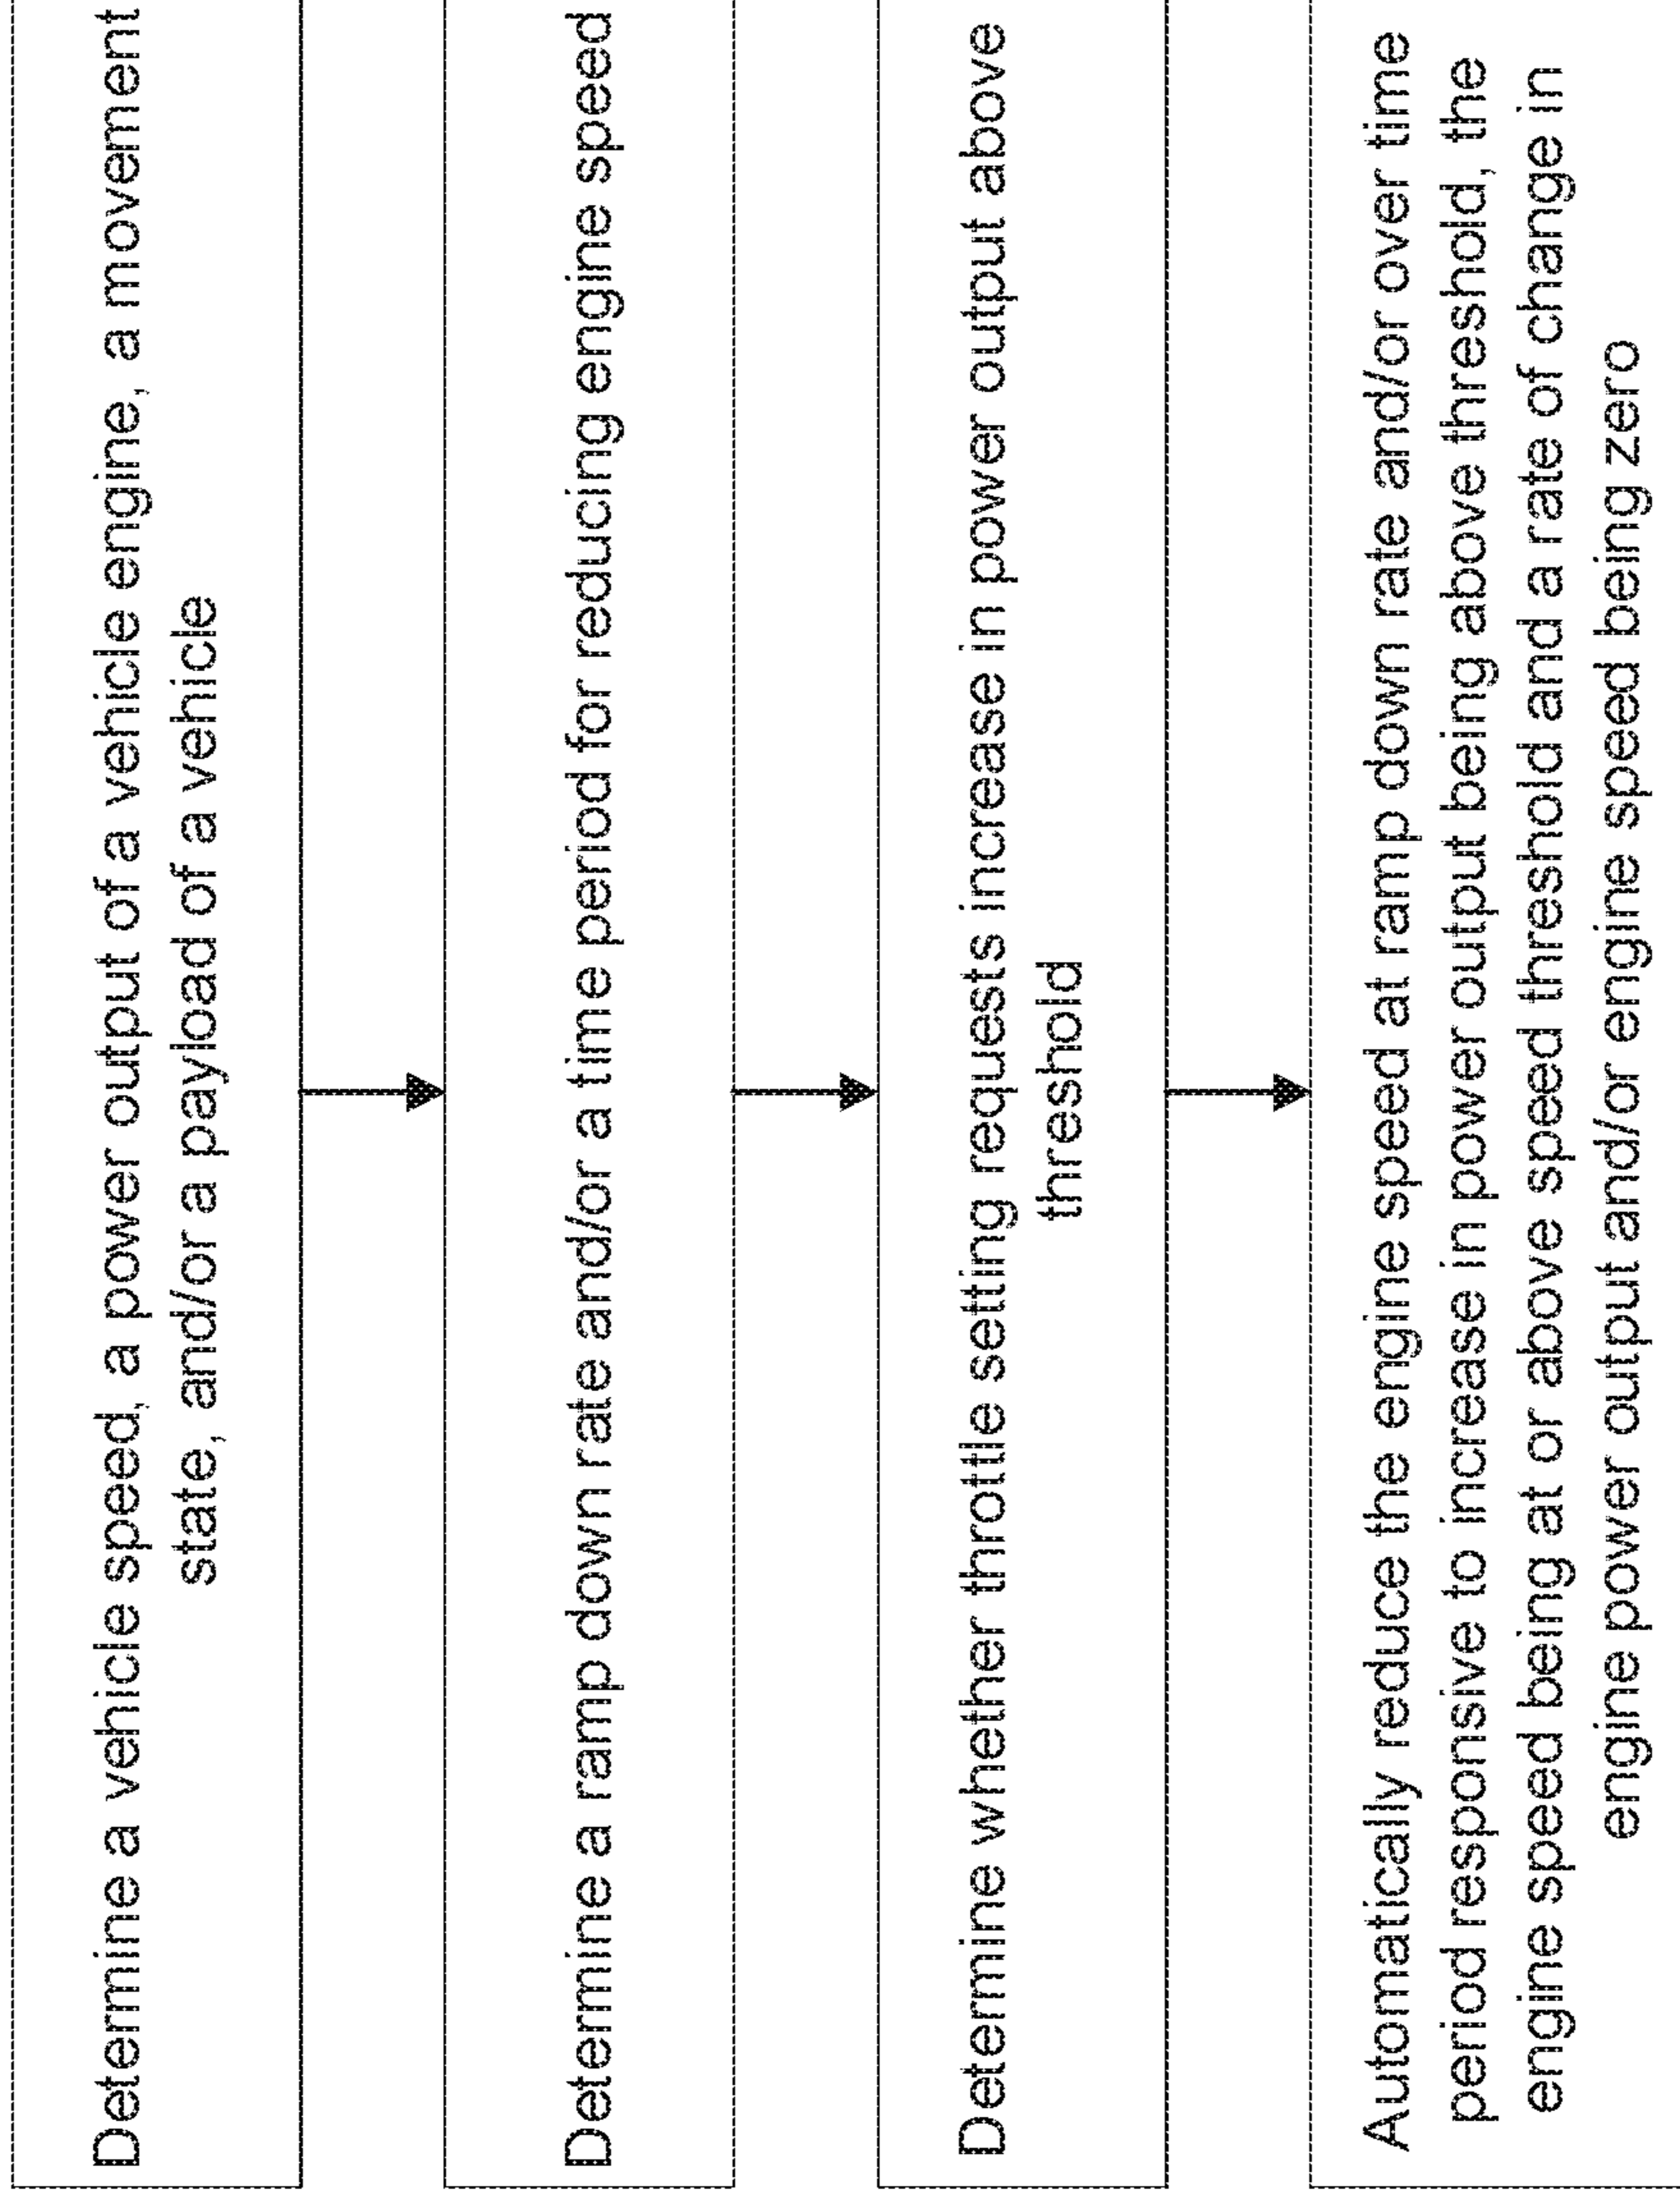 Determine a vehicle speed, a power output of a vehicle engine, a movement
state, and/or a payload of a vehicle
Determine a ramp down rate and/or a time period for reducing engine speed
Determine whether throttle setting requests increase in power output above
threshold
Automatically reduce the engine speed at ramp down rate and/or over time
period responsive to increase in power output being above threshold, the
engine speed being at or above speed threshold and a rate of change in
engine power output and/or engine speed being zero